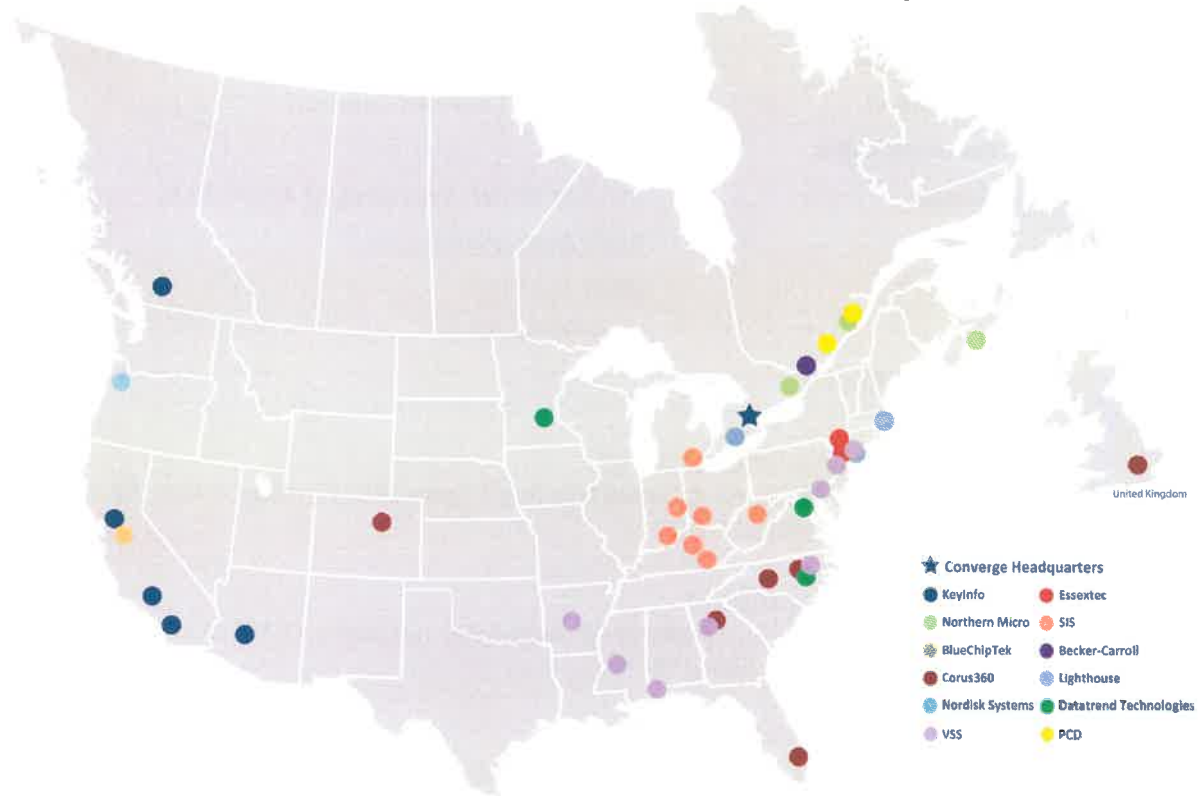 United Kingdom
Converge Headquarters
KeyInfo
Essextec
Northern Micro
SIS
BlueChipTek
Becker-Carroll
Corus360
Lighthouse
Nordisk Systems
Datatrend Technologies
VSS
PCD